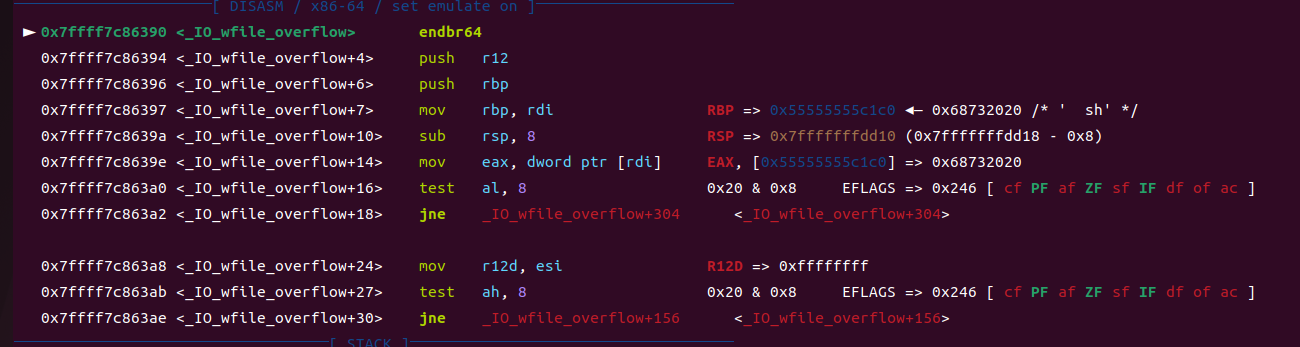 [ DISASM / x86-64 / set emulate on ]
► 0x7ffff7c86390 <_IO_wfile_overflow> endbr64
0x7ffff7c86394 <_IO_wfile_overflow+4> push r12
0x7ffff7c86396 <_IO_wfile_overflow+6> push rbp
0x7ffff7c86397 <_IO_wfile_overflow+7> mov rbp, rdi RBP => 0x55555555c1c0 ◂— 0x68732020 /* '  sh' */
0x7ffff7c8639a <_IO_wfile_overflow+10> sub rsp, 8 RSP => 0x7fffffffdd10 (0x7fffffffdd18 - 0x8)
0x7ffff7c8639e <_IO_wfile_overflow+14> mov eax, dword ptr [rdi] EAX, [0x55555555c1c0] => 0x68732020
0x7ffff7c863a0 <_IO_wfile_overflow+16> test al, 8 0x20 & 0x8 EFLAGS => 0x246 [ cf PF af ZF sf IF df of ac ]
0x7ffff7c863a2 <_IO_wfile_overflow+18> jne _IO_wfile_overflow+304 <_IO_wfile_overflow+304>
0x7ffff7c863a8 <_IO_wfile_overflow+24> mov r12d, esi R12D => 0xffffffff
0x7ffff7c863ab <_IO_wfile_overflow+27> test ah, 8 0x20 & 0x8 EFLAGS => 0x246 [ cf PF af ZF sf IF df of ac ]
0x7ffff7c863ae <_IO_wfile_overflow+30> jne _IO_wfile_overflow+156 <_IO_wfile_overflow+156>
[ STACK ]